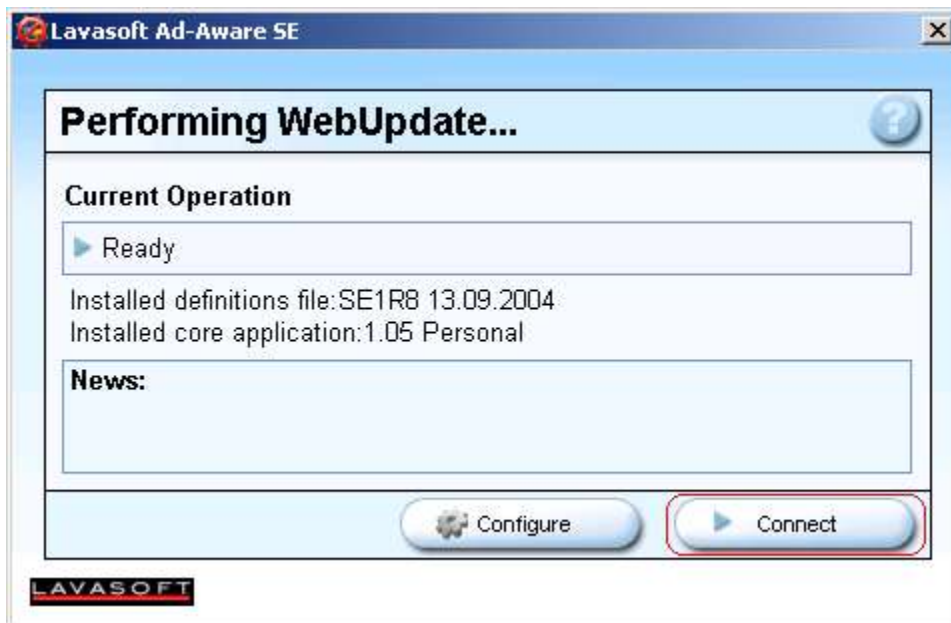 Lavasoft Ad-Aware SE
Performing WebUpdate...
Current Operation
Ready
Installed definitions file:SE1R8 13.09.2004
Installed core application:1.05 Personal
News:
Configure
Connect
LAVASOFT